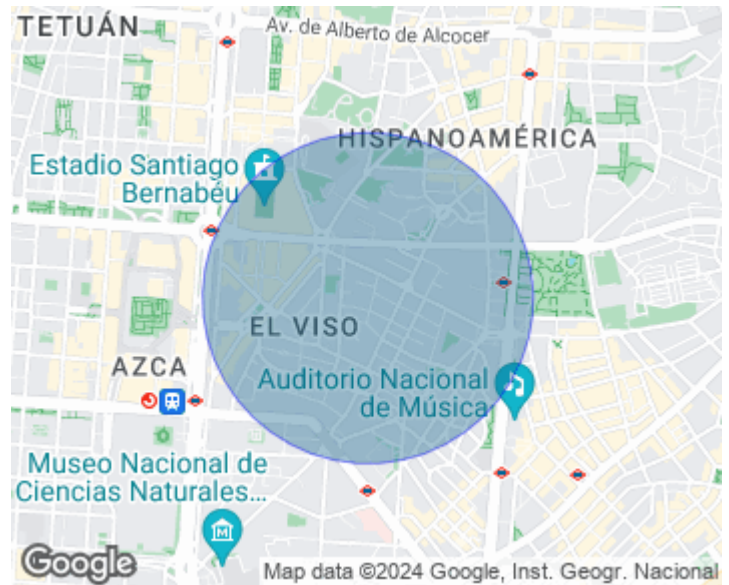 TETUÁN
Av. de Alberto de Alcocer
HISPANOAMÉRICA
Estadio Santiago
Bernabéu
EL VISO
AZCA
Auditorio Nacional
de Música
Museo Nacional de
Ciencias Naturales...
M
Google
Map data ©2024 Google, Inst. Geogr. Nacional